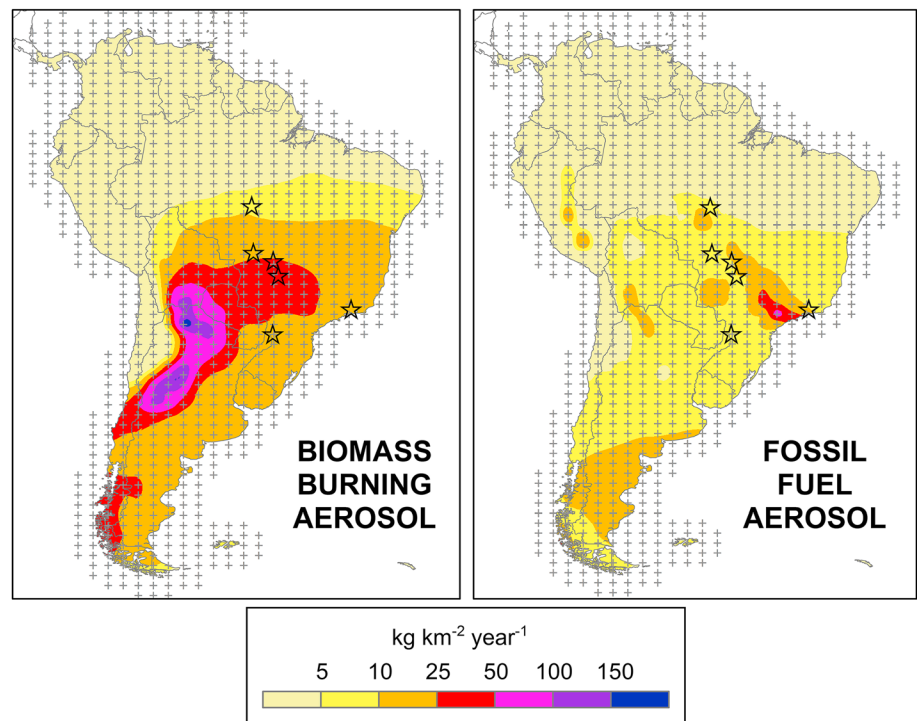 BIOMASS
BURNING
AEROSOL
FOSSIL
FUEL
AEROSOL
kg km⁻² year⁻¹
5 10 25 50 100 150